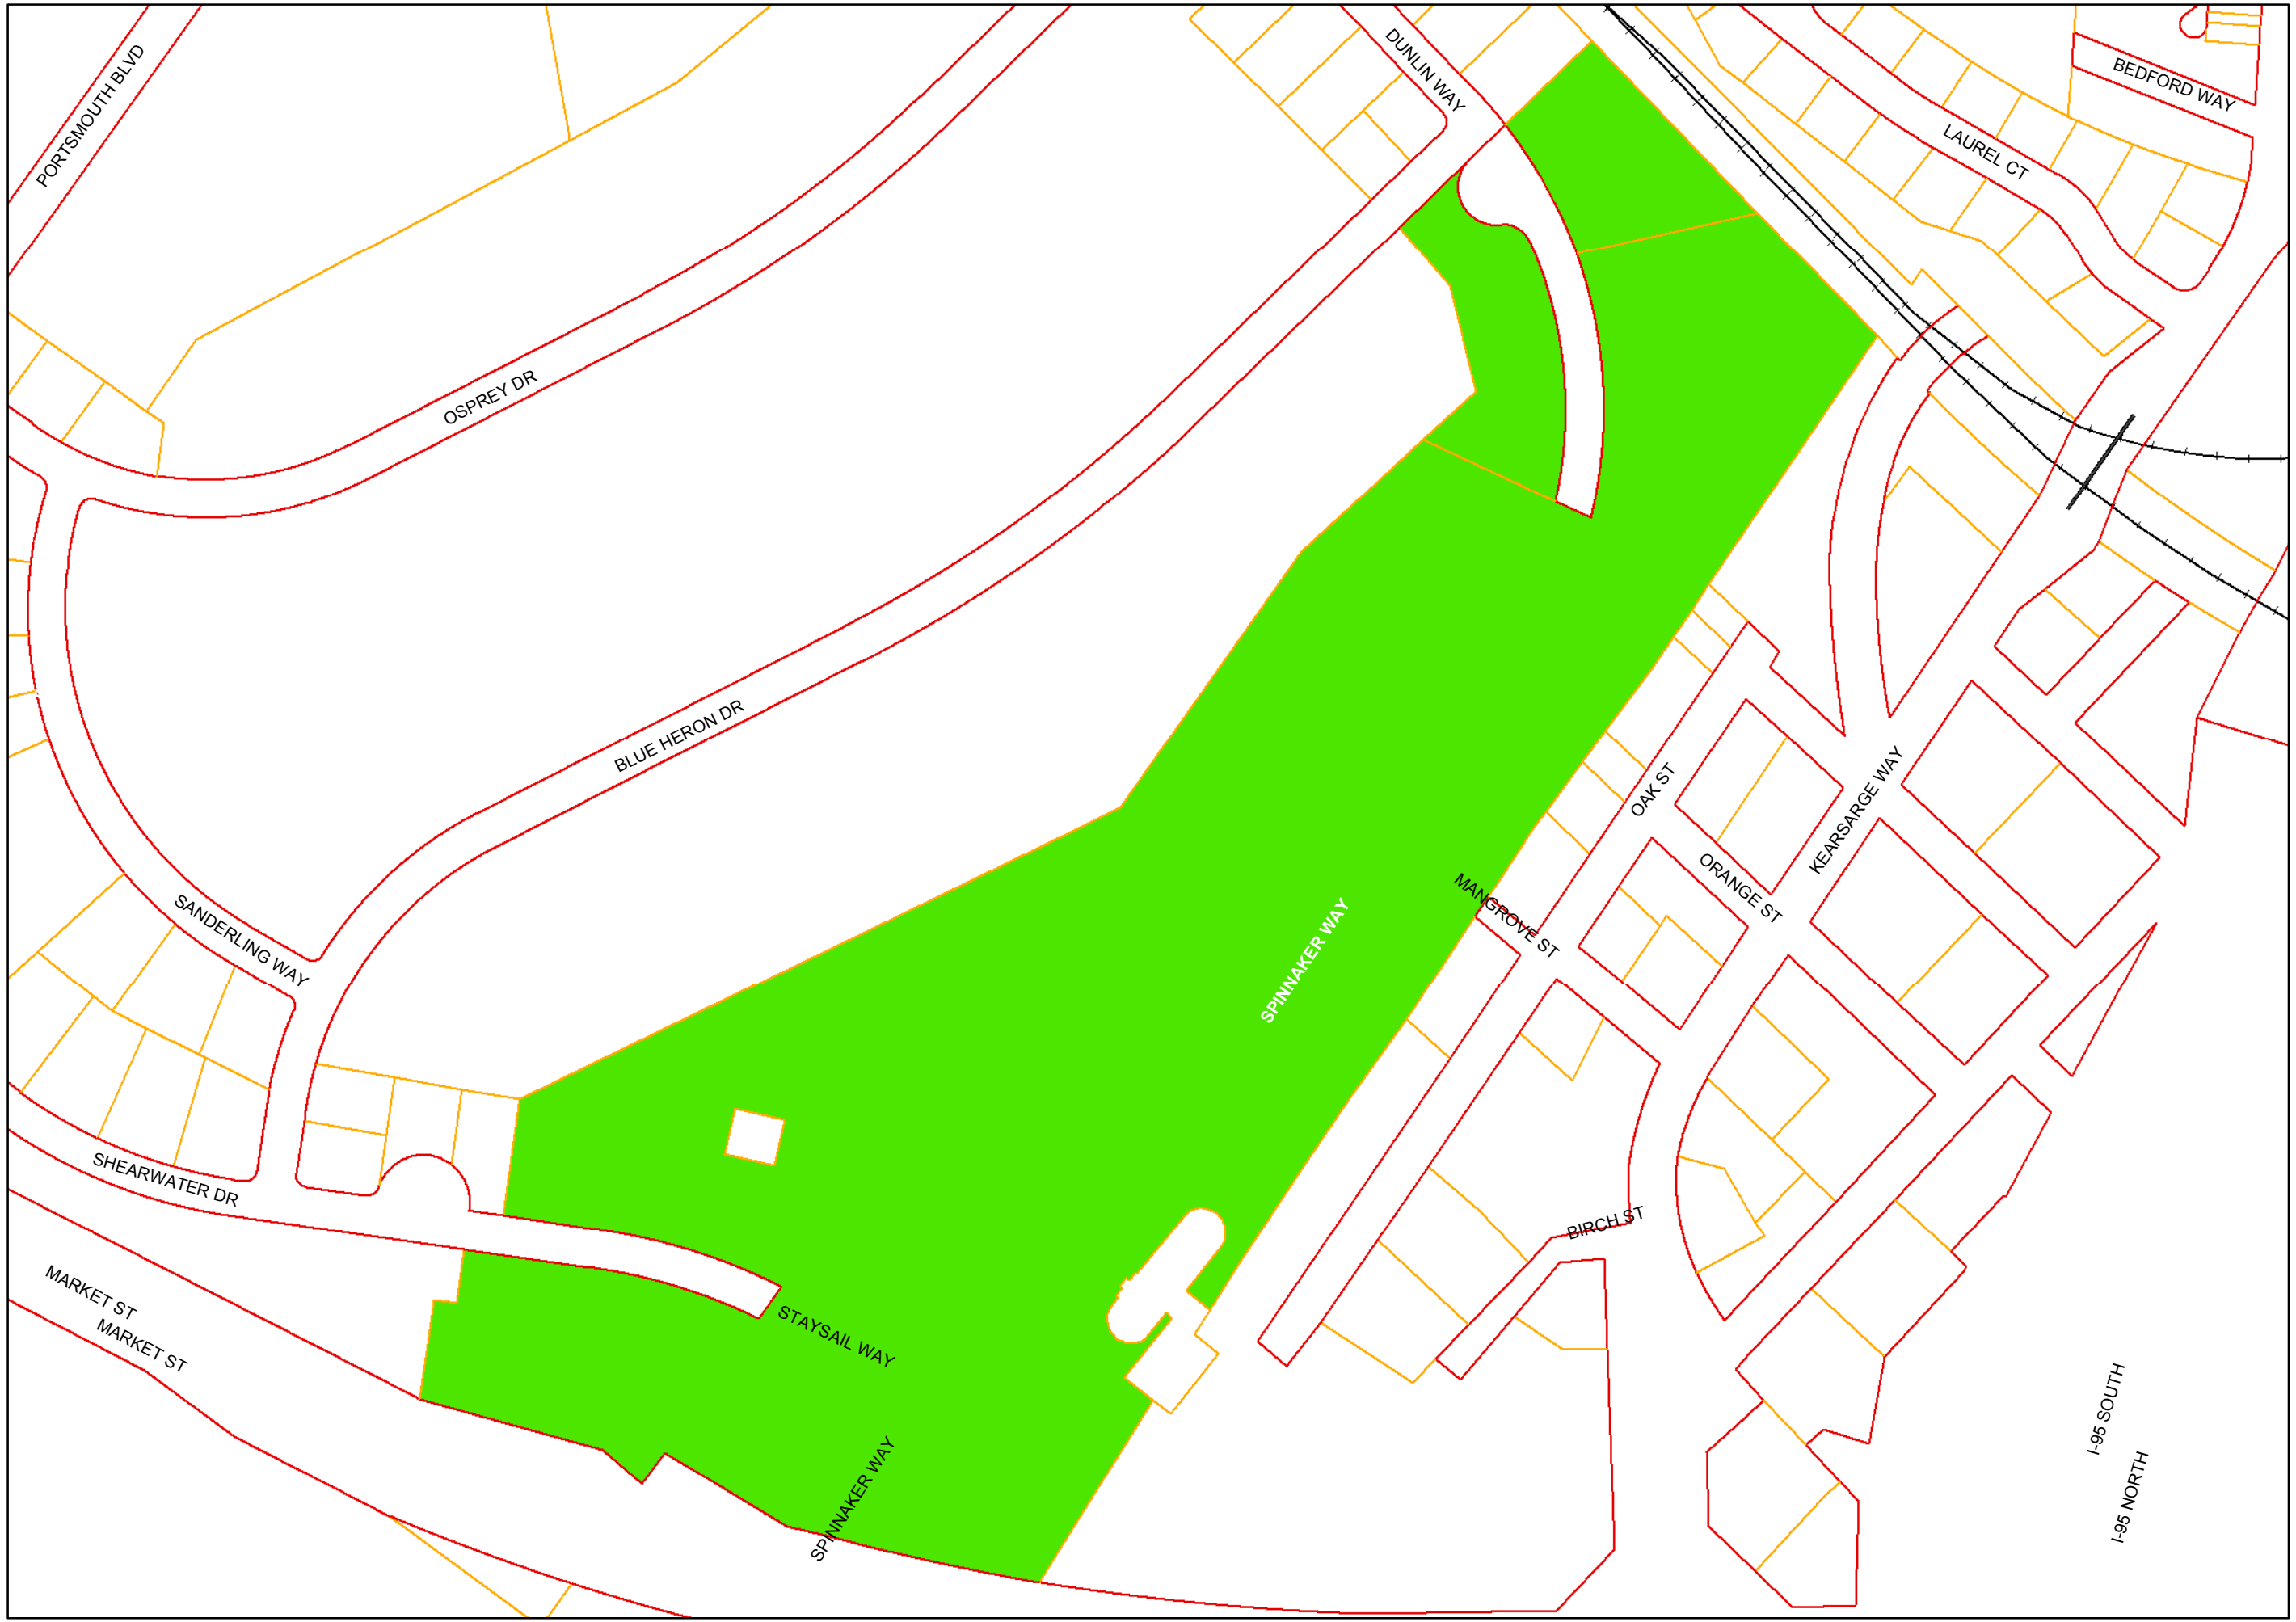 PORTSMOUTH BLVD
DUNLIN WAY
BEDFORD WAY
LAUREL CT
OSPREY DR
BLUE HERON DR
OAK ST
KEARSARGE WAY
ORANGE ST
MANGROVE ST
SPINNAKER WAY
SANDERLING WAY
SHEARWATER DR
BIRCH ST
MARKET ST
MARKET ST
STAYSAIL WAY
SPINNAKER WAY
I-95 SOUTH
I-95 NORTH